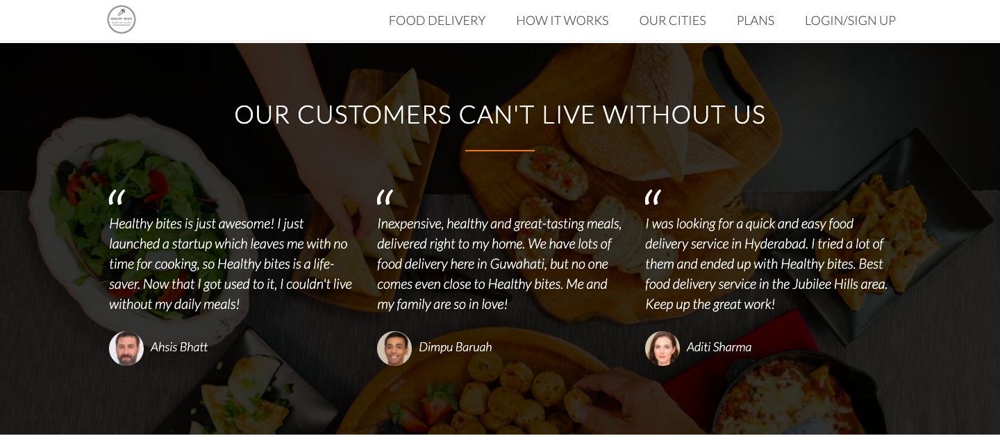 HEALTHY BITES
FOOD DELIVERY HOW IT WORKS OUR CITIES PLANS LOGIN/SIGN UP
OUR CUSTOMERS CAN'T LIVE WITHOUT US
“
Healthy bites is just awesome! I just
launched a startup which leaves me with no
time for cooking, so Healthy bites is a life-
saver. Now that I got used to it, I couldn't live
without my daily meals!
Ahsis Bhatt
“
Inexpensive, healthy and great-tasting meals,
delivered right to my home. We have lots of
food delivery here in Guwahati, but no one
comes even close to Healthy bites. Me and
my family are so in love!
Dimpu Baruah
“
I was looking for a quick and easy food
delivery service in Hyderabad. I tried a lot of
them and ended up with Healthy bites. Best
food delivery service in the Jubilee Hills area.
Keep up the great work!
Aditi Sharma